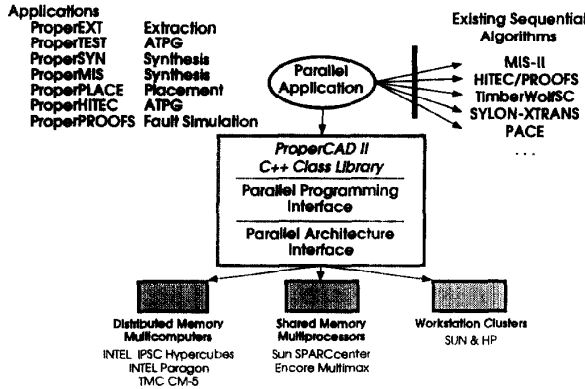 Applications
ProperEXT Extraction
ProperTEST ATPG
ProperSYN Synthesis
ProperMIS Synthesis
ProperPLACE Placement
ProperHITEC ATPG
ProperPROOFS Fault Simulation
Parallel
Application
Existing Sequential
Algorithms
MIS-II
HITEC/PROOFS
TimberWolfSC
SYLON-XTRANS
PACE
. . .
ProperCAD II
C++ Class Library
Parallel Programming
Interface
Parallel Architecture
Interface
Distributed Memory
Multicomputers
INTEL IPSC Hypercubes
INTEL Paragon
TMC CM-5
Shared Memory
Multiprocessors
Sun SPARCcenter
Encore Multimax
Workstation Clusters
SUN & HP